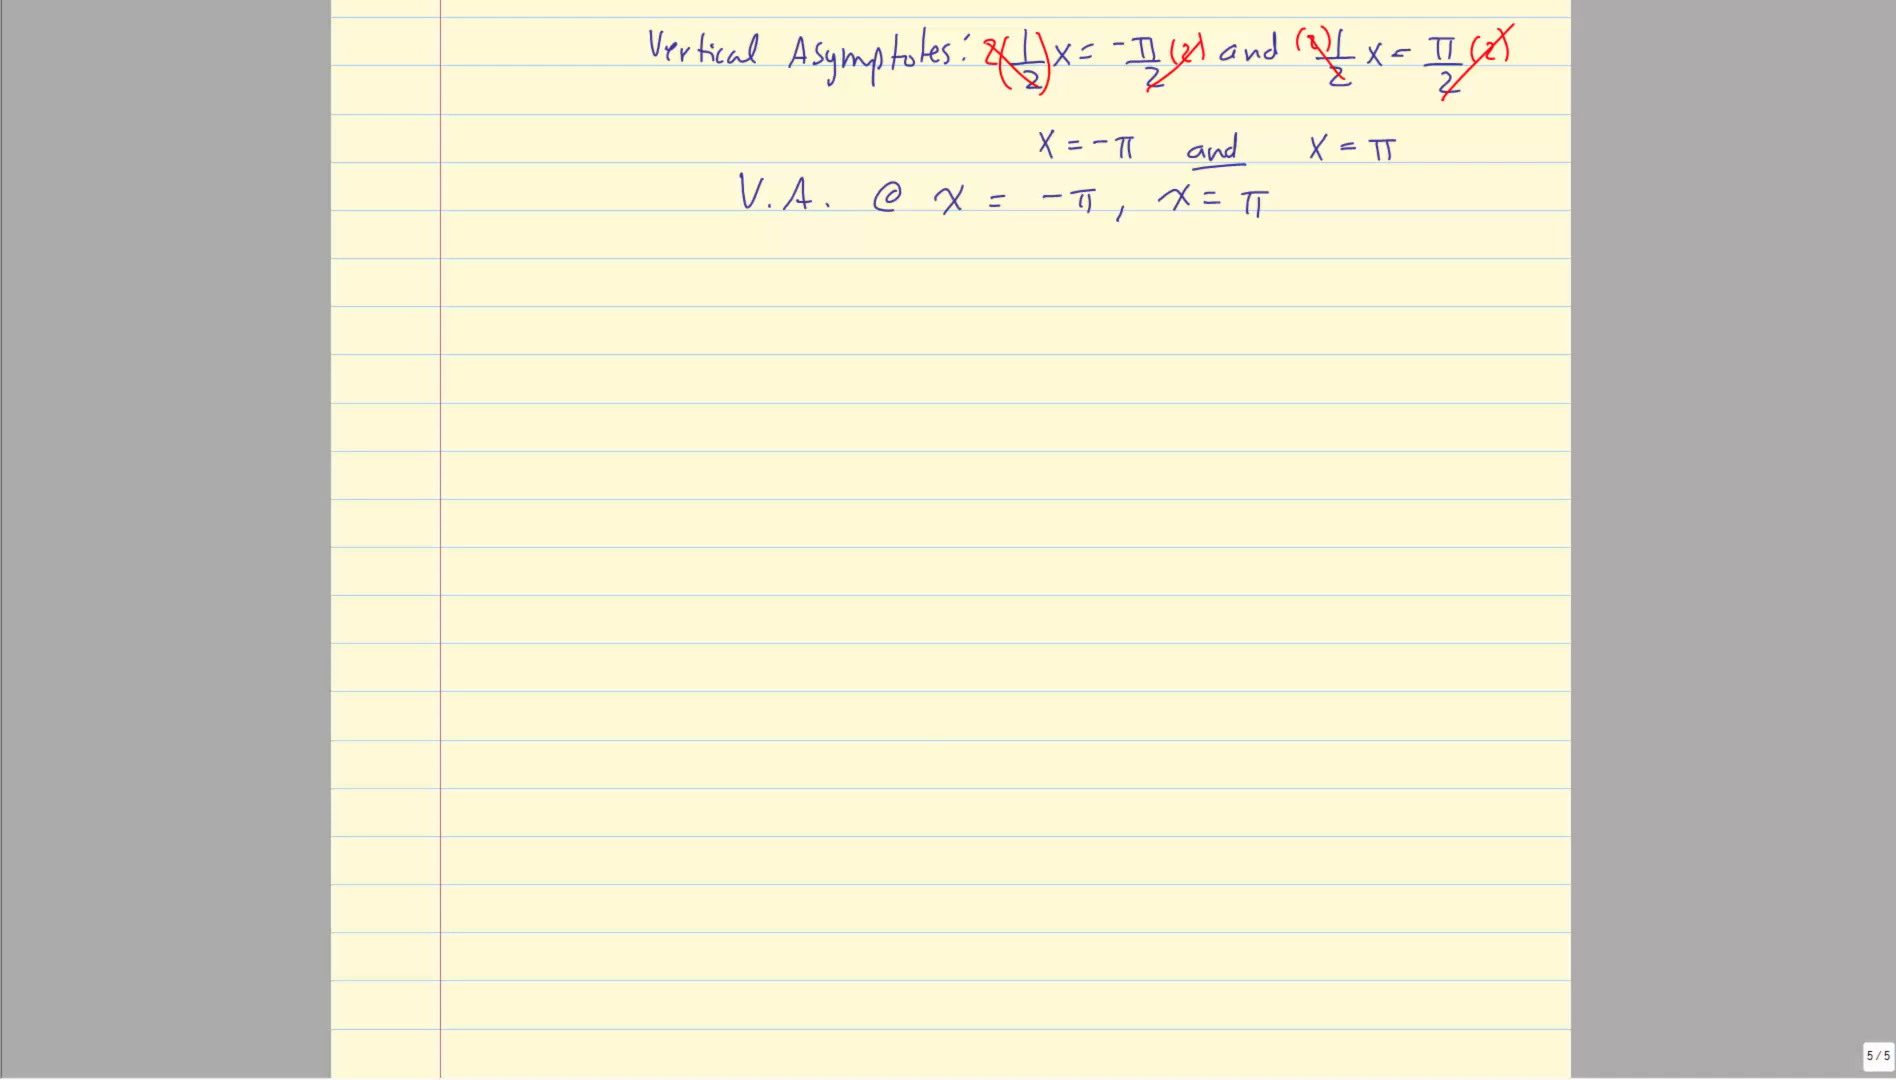 Vertical Asymptotes: 2(1/2)x = -π/2 (2) and (2)1/2 x = π/2 (2)
x = -π and x = π
V.A. @ x = -π, x = π
5/5